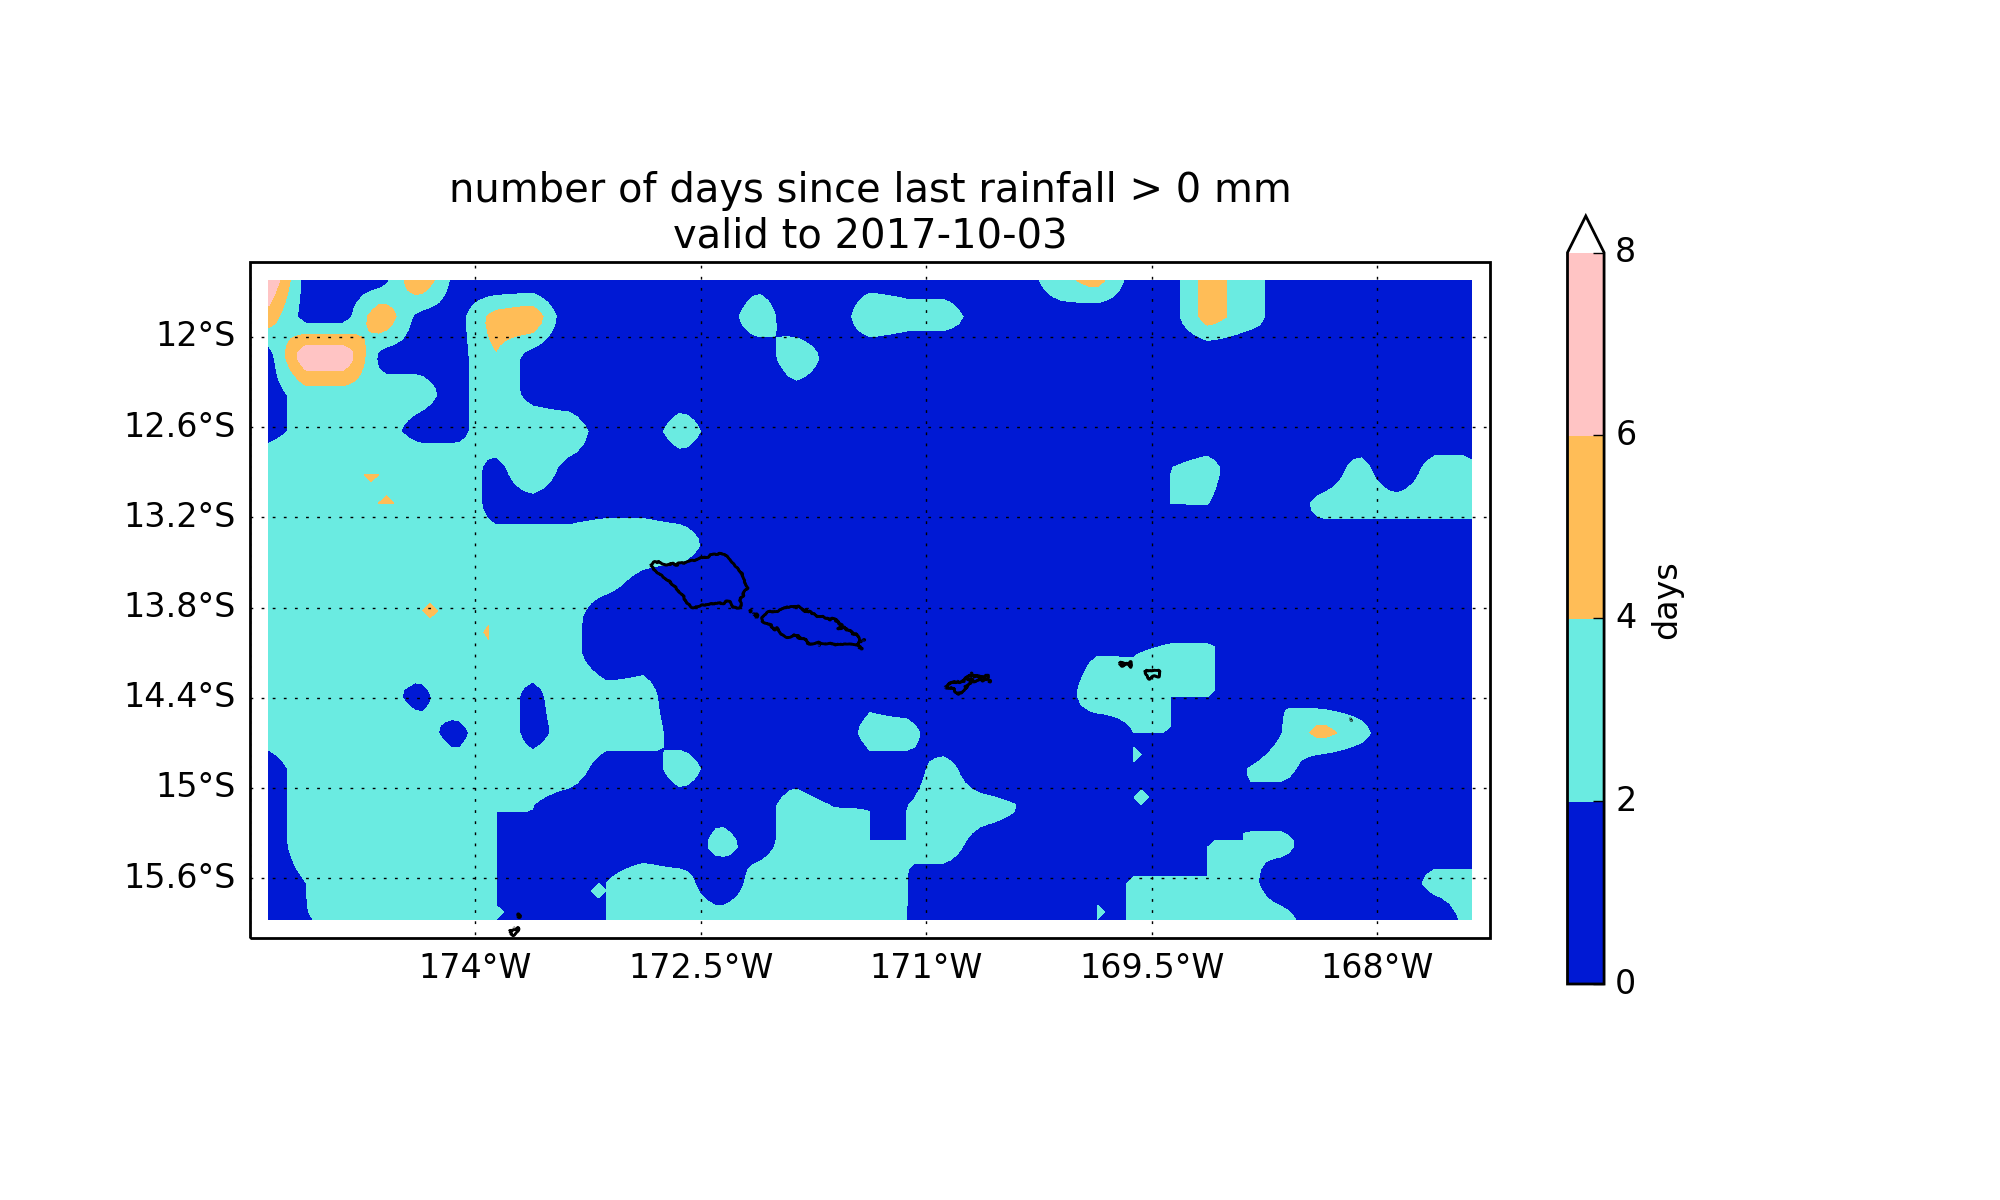 number of days since last rainfall > 0 mm
valid to 2017-10-03
12°S
12.6°S
13.2°S
13.8°S
14.4°S
15°S
15.6°S
174°W
172.5°W
171°W
169.5°W
168°W
8
6
4
2
0
days